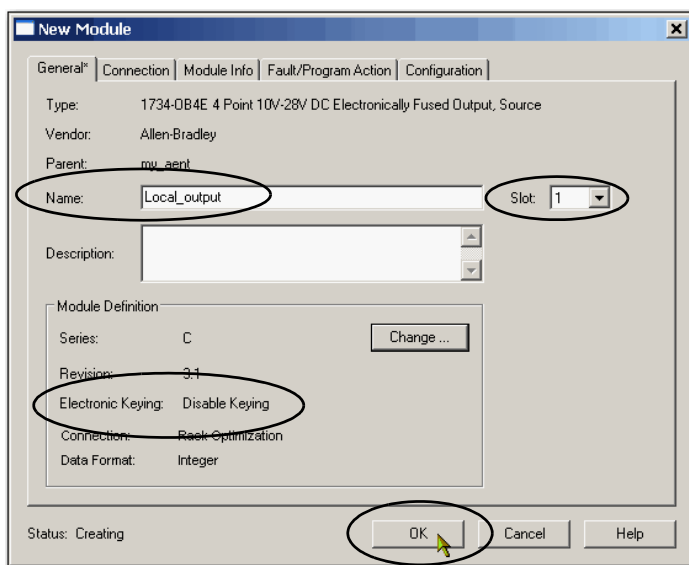 New Module
General* Connection Module Info Fault/Program Action Configuration
Type: 1734-OB4E 4 Point 10V-28V DC Electronically Fused Output, Source
Vendor: Allen-Bradley
Parent: my_aent
Name: Local_output Slot: 1
Description:
Module Definition
Series: C Change ...
Revision: 3.1
Electronic Keying: Disable Keying
Connection: Rack Optimization
Data Format: Integer
Status: Creating OK Cancel Help